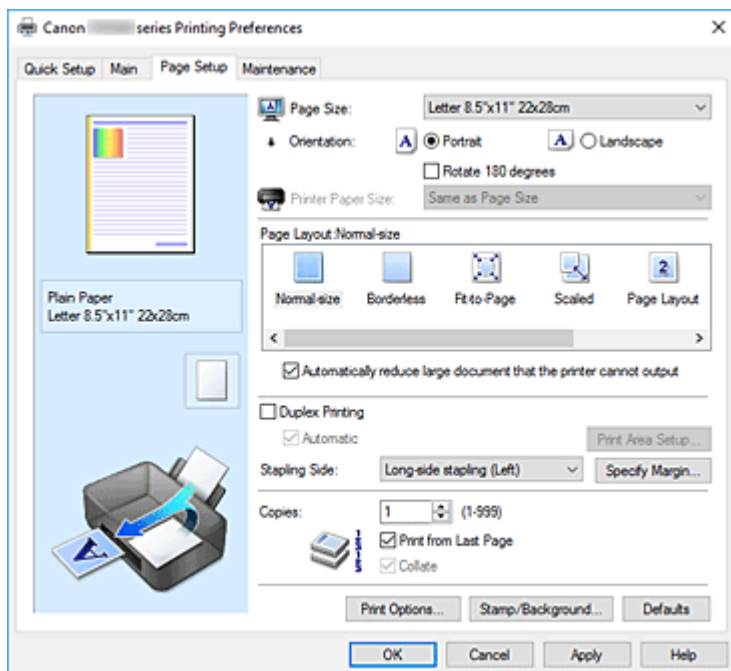 Canon series Printing Preferences
Quick Setup Main Page Setup Maintenance
Page Size: Letter 8.5"x11" 22x28cm
Orientation: A Portrait A Landscape
Rotate 180 degrees
Printer Paper Size: Same as Page Size
Page Layout:Normal-size
2
Normal-size Borderless Fit-to-Page Scaled Page Layout
Plain Paper
Letter 8.5"x11" 22x28cm
Automatically reduce large document that the printer cannot output
Duplex Printing
Automatic Print Area Setup...
Stapling Side: Long-side stapling (Left) Specify Margin...
Copies: 1 (1-999)
Print from Last Page
Collate
A
Print Options... Stamp/Background... Defaults
OK Cancel Apply Help